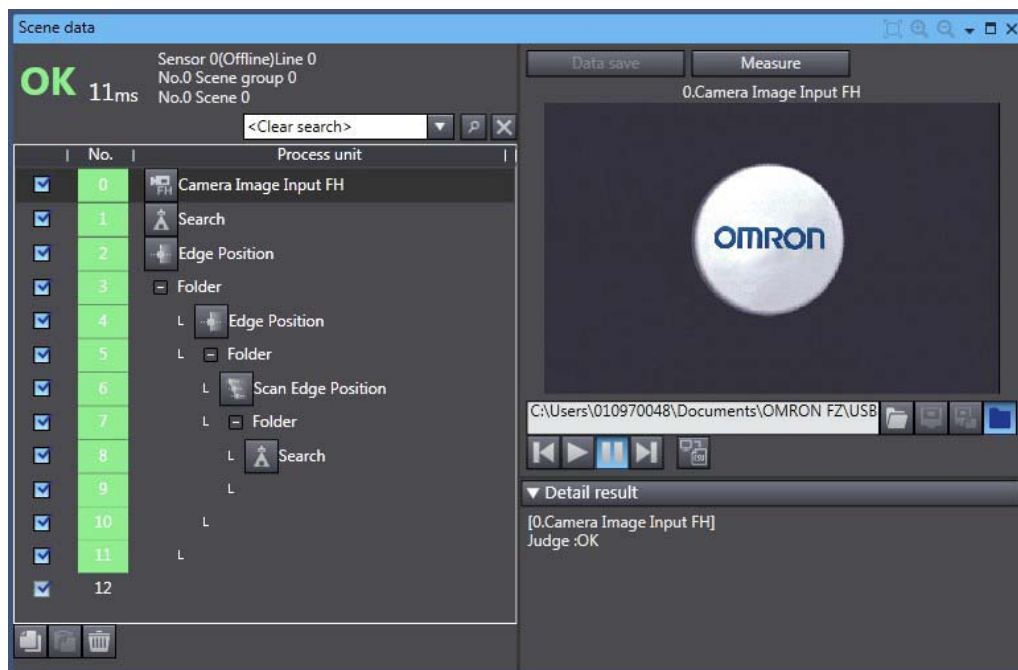 Scene data
OK 11ms
Sensor 0(Offline)Line 0
No.0 Scene group 0
No.0 Scene 0
<Clear search>
No. Process unit
0 FH Camera Image Input FH
1 Search
2 Edge Position
3 Folder
4 Edge Position
5 Folder
6 Scan Edge Position
7 Folder
8 Search
9
10
11
12
Data save Measure
0.Camera Image Input FH
OMRON
C:\Users\010970048\Documents\OMRON FZ\USB
▼ Detail result
[0.Camera Image Input FH]
Judge :OK